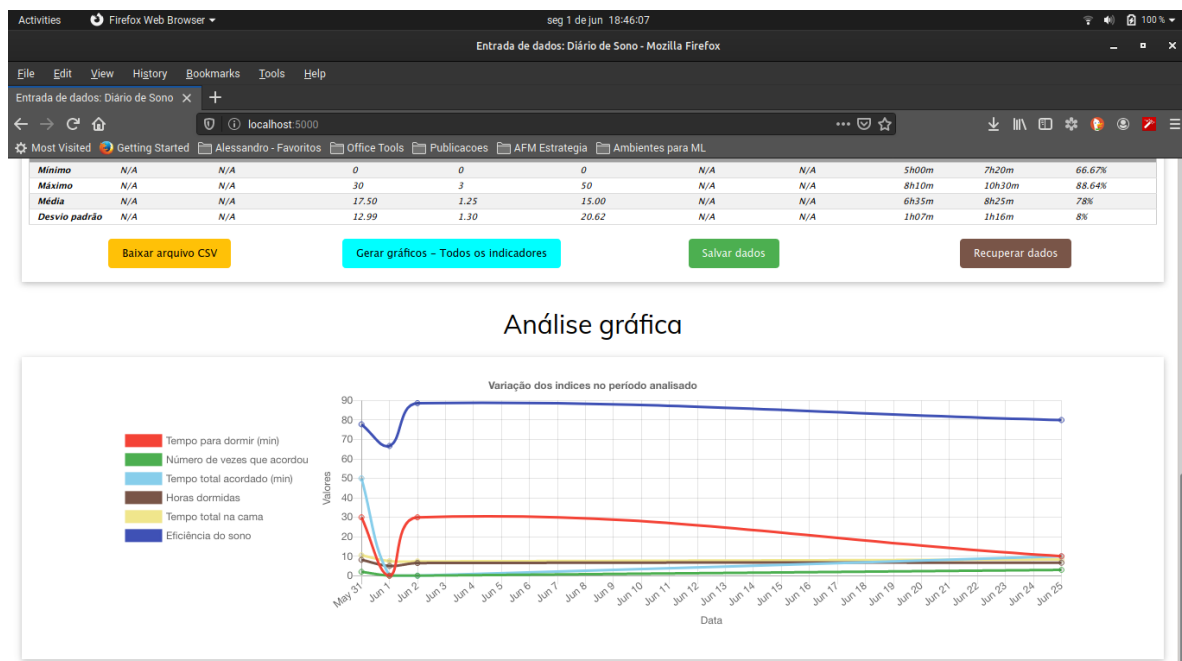 Activities Firefox Web Browser seg 1 de jun 18:46:07 100 %
Entrada de dados: Diário de Sono - Mozilla Firefox
File Edit View History Bookmarks Tools Help
Entrada de dados: Diário de Sono
localhost:5000
Most Visited Getting Started Alessandro - Favoritos Office Tools Publicacoes AFM Estrategia Ambientes para ML
Mínimo N/A N/A 0 0 0 N/A N/A 5h00m 7h20m 66.67%
Máximo N/A N/A 30 3 50 N/A N/A 8h10m 10h30m 88.64%
Média N/A N/A 17.50 1.25 15.00 N/A N/A 6h35m 8h25m 78%
Desvio padrão N/A N/A 12.99 1.30 20.62 N/A N/A 1h07m 1h16m 8%
Baixar arquivo CSV Gerar gráficos – Todos os indicadores Salvar dados Recuperar dados
Análise gráfica
Variação dos indices no período analisado
Tempo para dormir (min)
Número de vezes que acordou
Tempo total acordado (min)
Horas dormidas
Tempo total na cama
Eficiência do sono
Valores
90
80
70
60
50
40
30
20
10
0
May 31 Jun 1 Jun 2 Jun 3 Jun 4 Jun 5 Jun 6 Jun 7 Jun 8 Jun 9 Jun 10 Jun 11 Jun 12 Jun 13 Jun 14 Jun 15 Jun 16 Jun 17 Jun 18 Jun 19 Jun 20 Jun 21 Jun 22 Jun 23 Jun 24 Jun 25
Data